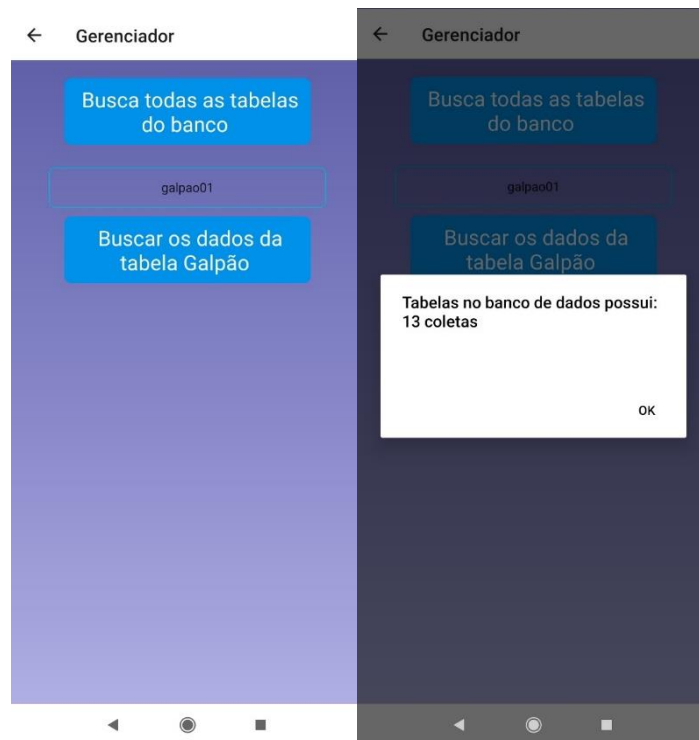 Gerenciador
Busca todas as tabelas
do banco
galpao01
Buscar os dados da
tabela Galpão
Gerenciador
Busca todas as tabelas
do banco
galpao01
Buscar os dados da
tabela Galpão
Tabelas no banco de dados possui:
13 coletas
OK